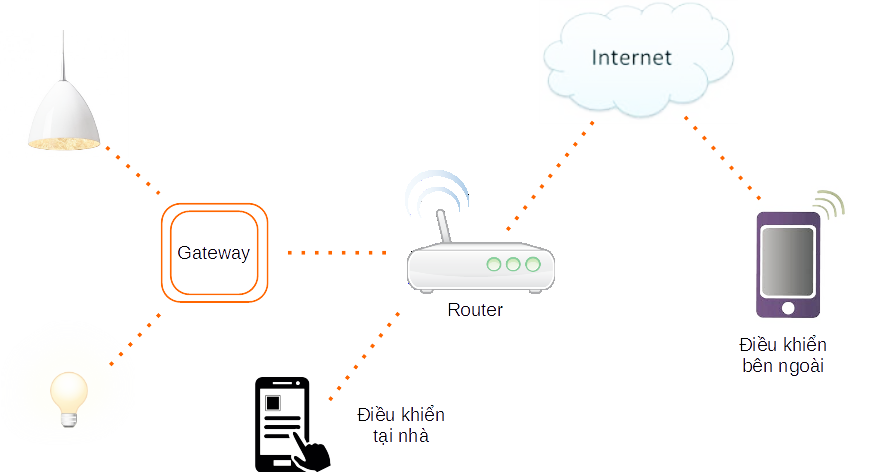 Internet
Gateway
Router
Điều khiển
bên ngoài
Điều khiển
tại nhà